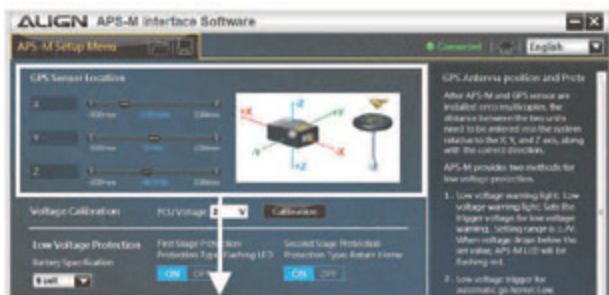 ALIGN APS-M Interface Software
APS-M Setup Menu
Connected
English
GPS Sensor Location
X
Y
Z
+X
-Z
+Y
-Y
-X
+Z
GPS Antenna position and Prote
After APS-M and GPS sensor are
installed onto multicopter, the
distance between the two units
need to be entered into the system
relative to the X, Y, and Z axis, along
with the correct direction.
APS-M provides two methods for
low voltage protection.
1. Low voltage warning light: Low
voltage warning light; Sets the
trigger voltage for low voltage
warning. Setting range is
When voltage drops below the
set value, APS-M LED will be
flashing red.
2. Low voltage trigger for
automatic go home: Low
Voltage Calibration
PCU Voltage
V
Calibration
Low Voltage Protection
Battery Specification
First Stage Protection
Protection Type: Flashing LED
ON OFF
Second Stage Protection
Protection Type: Return Home
ON OFF